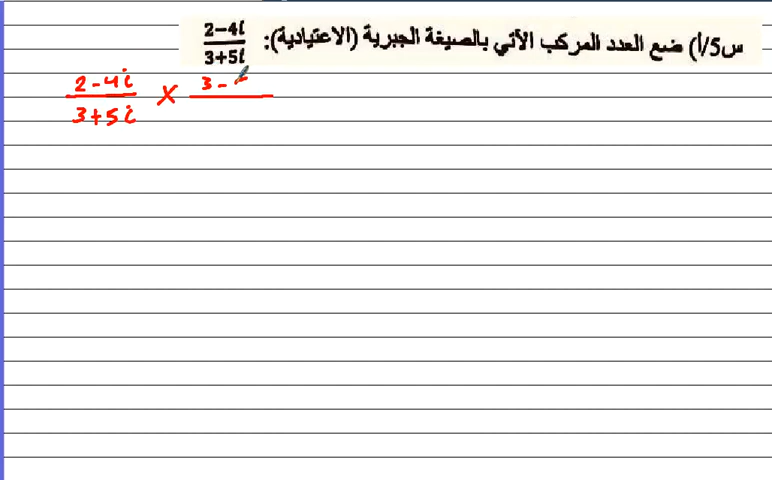 س5/أ) ضع العدد المركب الآتي بالصيغة الجبرية (الاعتيادية): 2−4i / 3+5i
2-4i / 3+5i × 3-